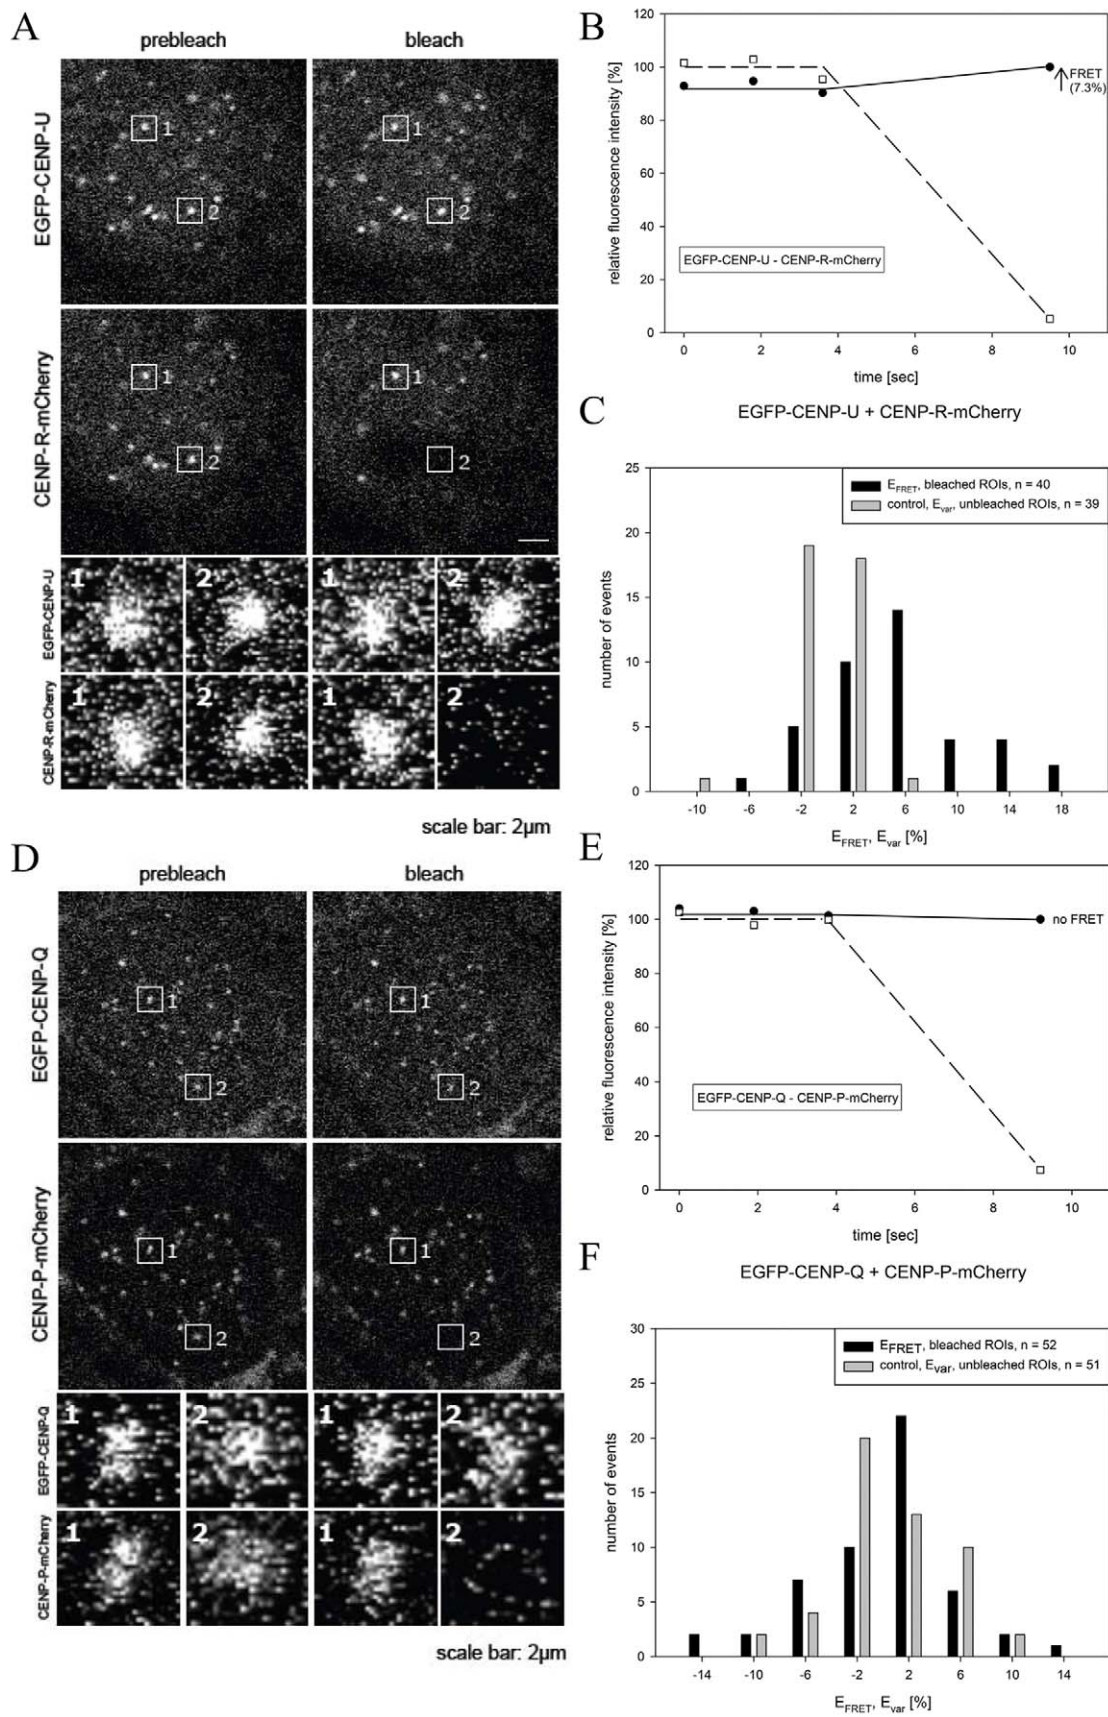 A
prebleach
bleach
EGFP-CENP-U
1
1
2
2
CENP-R-mCherry
1
1
2
2
EGFP-CENP-U
1
2
1
2
CENP-R-mCherry
1
2
1
2
scale bar: 2µm
B
relative fluorescence intensity [%]
120
100
80
60
40
20
0
FRET
(7.3%)
EGFP-CENP-U - CENP-R-mCherry
0 2 4 6 8 10
time [sec]
C
EGFP-CENP-U + CENP-R-mCherry
number of events
25
20
15
10
5
0
EFRET, bleached ROIs, n = 40
control, Evar, unbleached ROIs, n = 39
-10 -6 -2 2 6 10 14 18
EFRET, Evar [%]
D
prebleach
bleach
EGFP-CENP-Q
1
1
2
2
CENP-P-mCherry
1
1
2
2
EGFP-CENP-Q
1
2
1
2
CENP-P-mCherry
1
2
1
2
scale bar: 2µm
E
relative fluorescence intensity [%]
120
100
80
60
40
20
0
no FRET
EGFP-CENP-Q - CENP-P-mCherry
0 2 4 6 8 10
time [sec]
F
EGFP-CENP-Q + CENP-P-mCherry
number of events
30
25
20
15
10
5
0
EFRET, bleached ROIs, n = 52
control, Evar, unbleached ROIs, n = 51
-14 -10 -6 -2 2 6 10 14
EFRET, Evar [%]